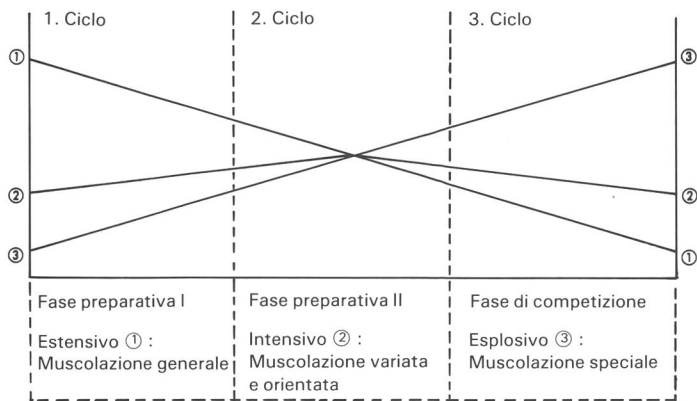 1. Ciclo
2. Ciclo
3. Ciclo
①
③
②
②
③
①
Fase preparativa I
Estensivo ① :
Muscolazione generale
Fase preparativa II
Intensivo ② :
Muscolazione variata
e orientata
Fase di competizione
Esplosivo ③ :
Muscolazione speciale